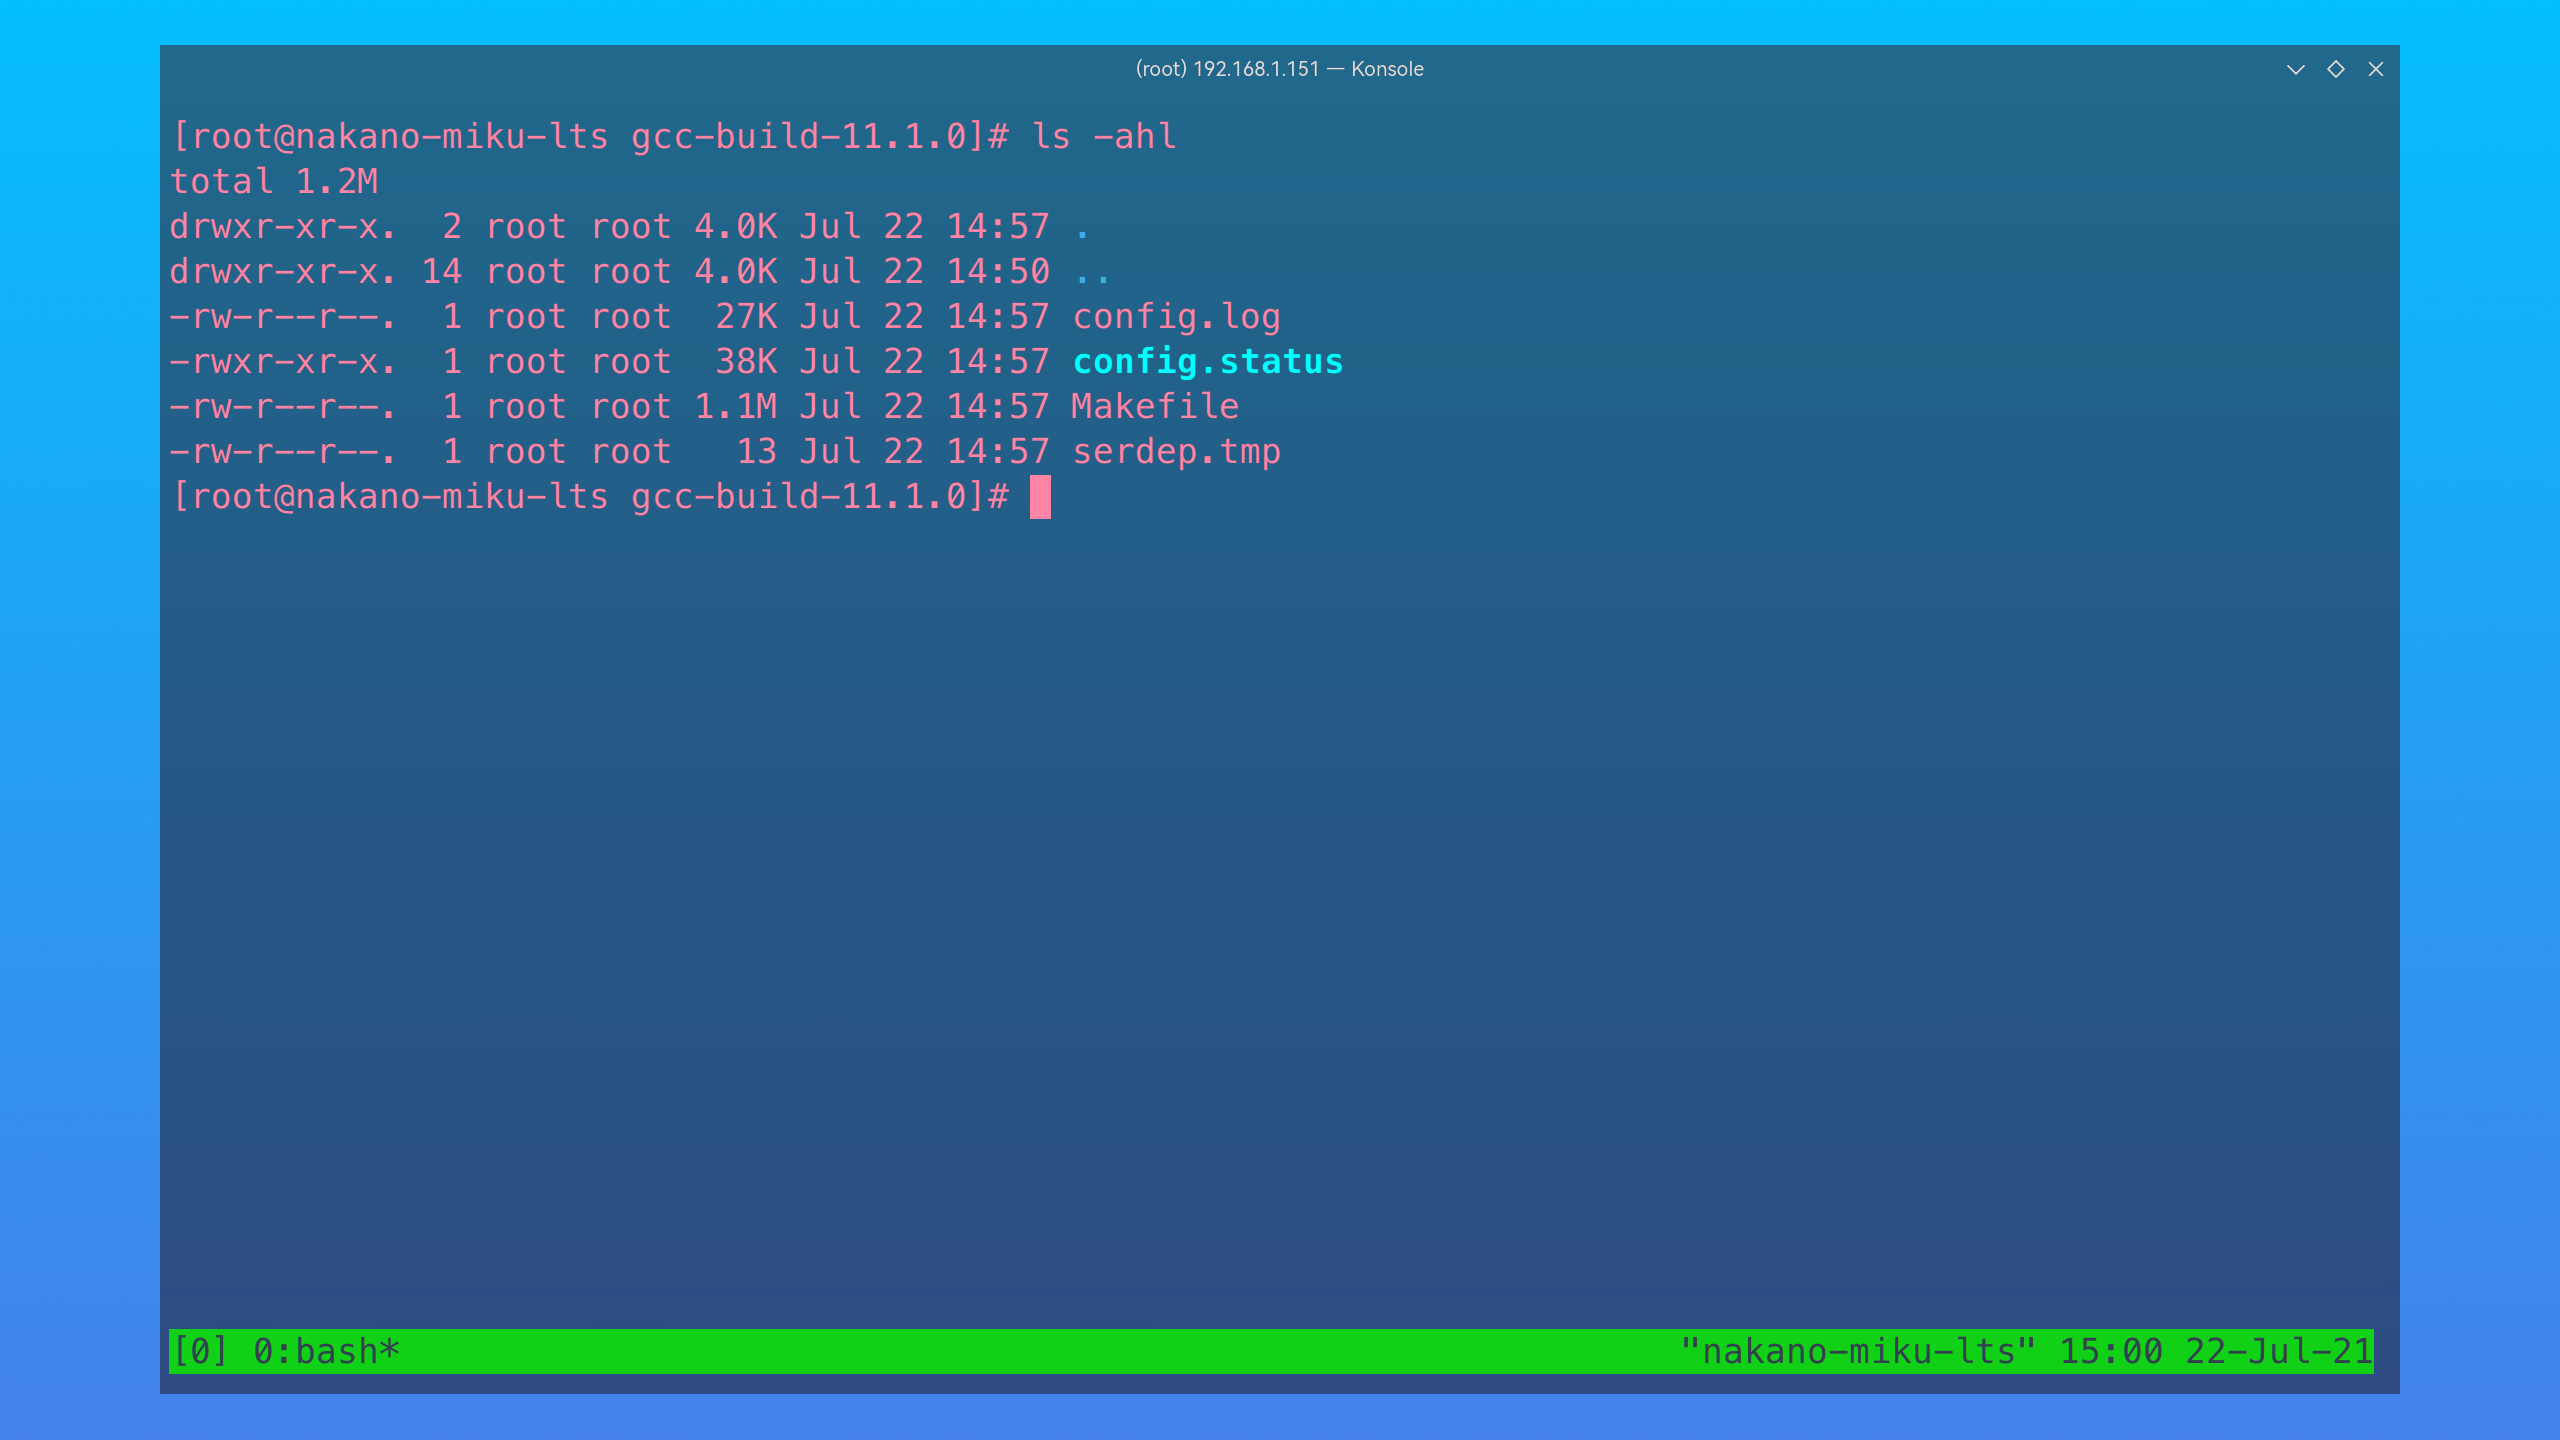 (root) 192.168.1.151 — Konsole
[root@nakano-miku-lts gcc-build-11.1.0]# ls -ahl
total 1.2M
drwxr-xr-x.  2 root root 4.0K Jul 22 14:57 .
drwxr-xr-x. 14 root root 4.0K Jul 22 14:50 ..
-rw-r--r--.  1 root root  27K Jul 22 14:57 config.log
-rwxr-xr-x.  1 root root  38K Jul 22 14:57 config.status
-rw-r--r--.  1 root root 1.1M Jul 22 14:57 Makefile
-rw-r--r--.  1 root root   13 Jul 22 14:57 serdep.tmp
[root@nakano-miku-lts gcc-build-11.1.0]#
[0] 0:bash* "nakano-miku-lts" 15:00 22-Jul-21